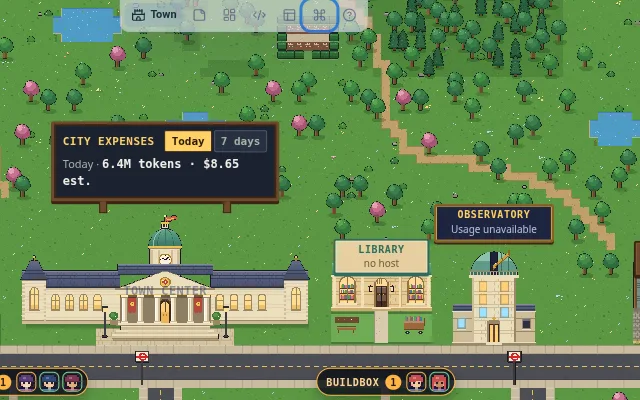 Town
CITY EXPENSES Today 7 days
Today · 6.4M tokens · $8.65
est.
OBSERVATORY
Usage unavailable
LIBRARY
no host
TOWN CENTER
1
BUILDBOX 1